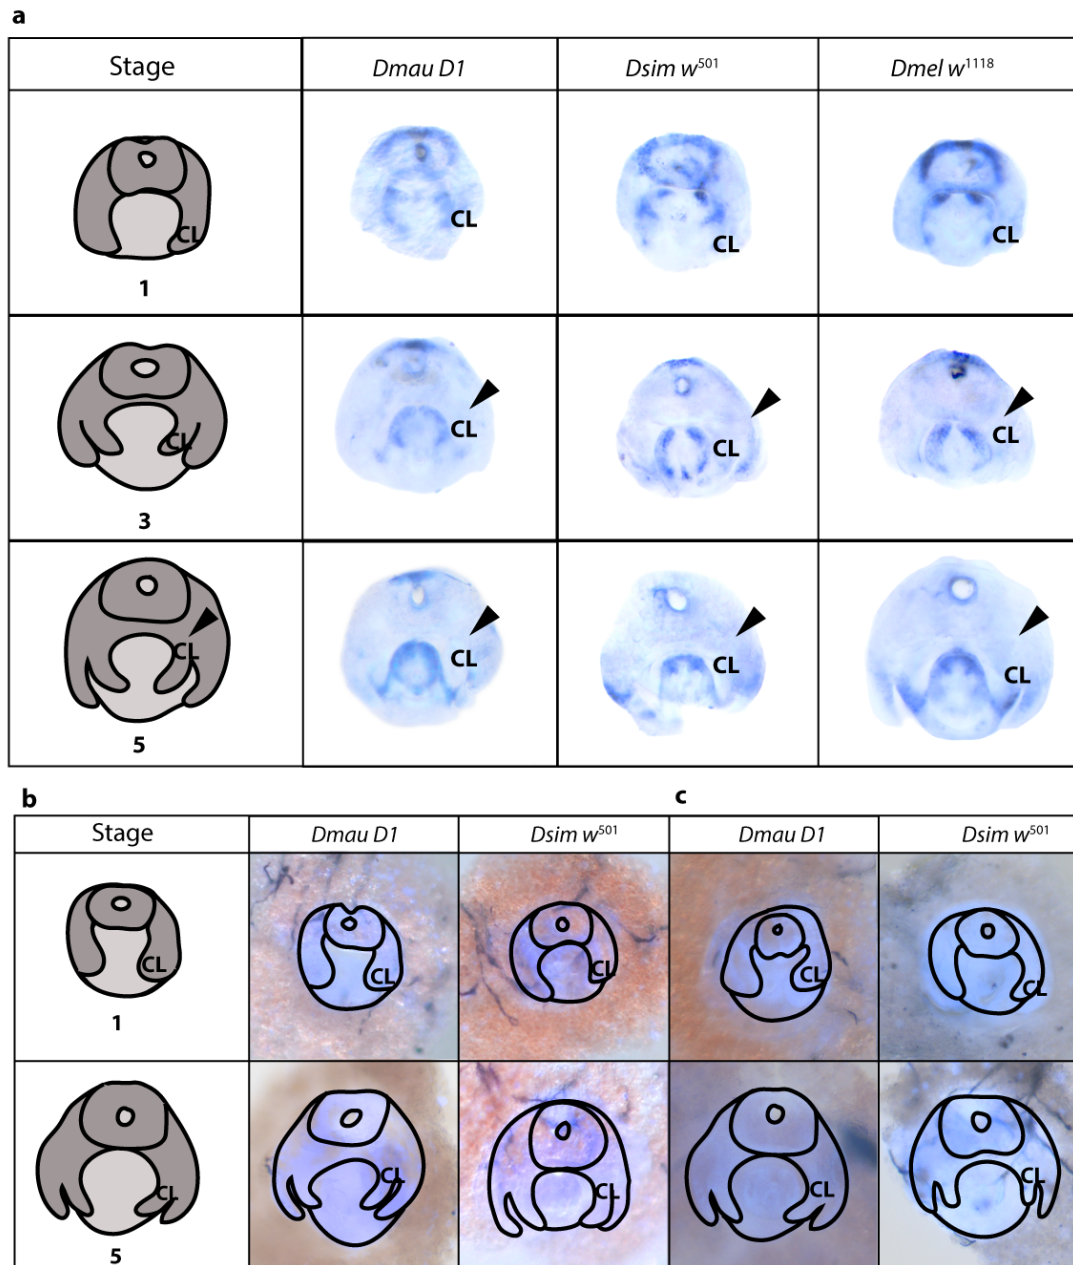 a
Stage Dmau D1 Dsim w501 Dmel w1118
CL CL CL CL
1
CL CL CL CL
3
CL CL CL CL
5
b c
Stage Dmau D1 Dsim w501 Dmau D1 Dsim w501
CL CL CL CL CL
1
CL CL CL CL CL
5